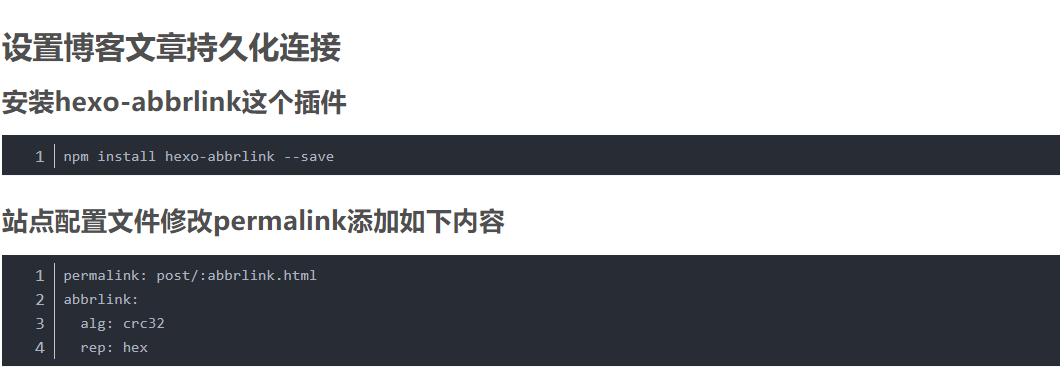 设置博客文章持久化连接
安装hexo-abbrlink这个插件
1 npm install hexo-abbrlink --save
站点配置文件修改permalink添加如下内容
1 permalink: post/:abbrlink.html
2 abbrlink:
3   alg: crc32
4   rep: hex